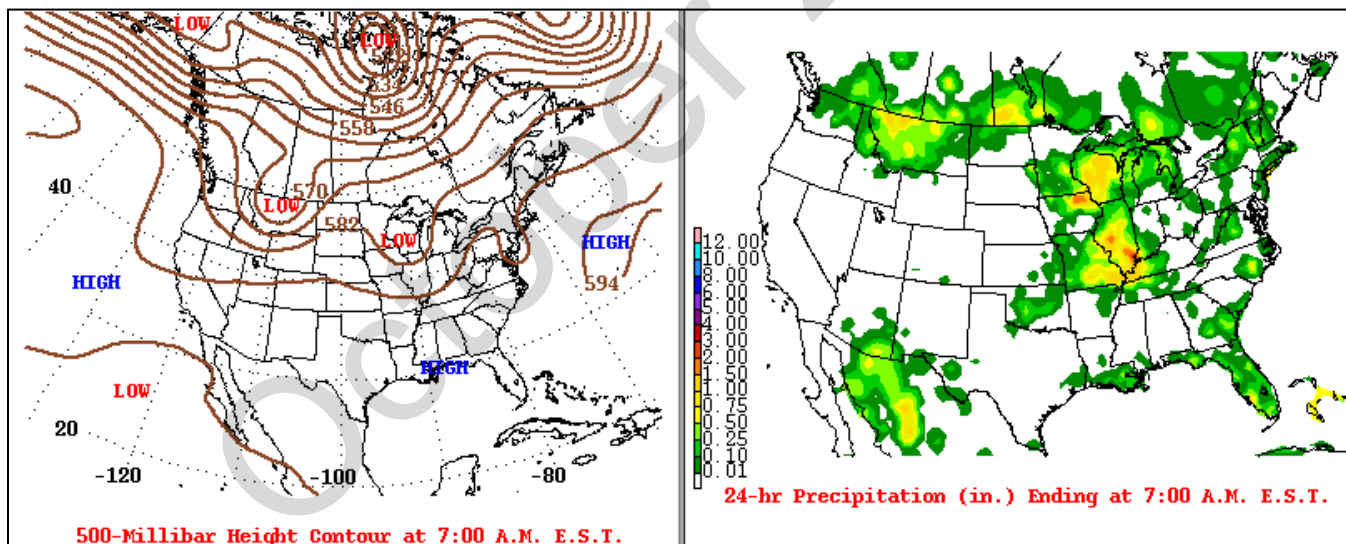 LOW
LOW
534
546
558
40
570
LOW
582
LOW
HIGH
HIGH
594
HIGH
LOW
20
-120
-100
-80
500-Millibar Height Contour at 7:00 A.M. E.S.T.
12.00
10.00
8.00
6.00
5.00
4.00
3.00
2.00
1.50
1.00
0.75
0.50
0.25
0.10
0.01
24-hr Precipitation (in.) Ending at 7:00 A.M. E.S.T.
October